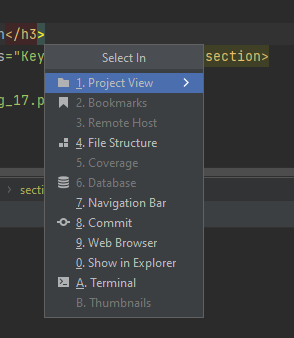 </h3>
Select In
s="Key section>
1. Project View
2. Bookmarks
g_17.p
3. Remote Host
4. File Structure
5. Coverage
6. Database
secti
7. Navigation Bar
8. Commit
9. Web Browser
0. Show in Explorer
A. Terminal
B. Thumbnails